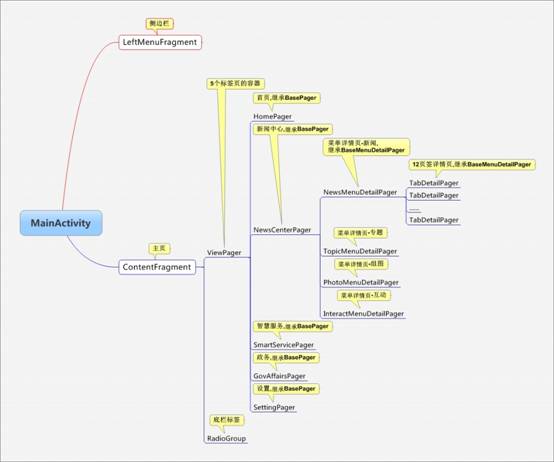 侧边栏
LeftMenuFragment
5个标签页的容器
首页,继承BasePager
HomePager
新闻中心,继承BasePager
菜单详情页-新闻,
继承BaseMenuDetailPager
12页签详情页,继承BaseMenuDetailPager
TabDetailPager
NewsMenuDetailPager
TabDetailPager
......
TabDetailPager
MainActivity
NewsCenterPager
菜单详情页-专题
主页
ViewPager
TopicMenuDetailPager
ContentFragment
菜单详情页-组图
PhotoMenuDetailPager
菜单详情页-互动
InteractMenuDetailPager
智慧服务,继承BasePager
SmartServicePager
政务,继承BasePager
GovAffairsPager
设置,继承BasePager
SettingPager
底栏标签
RadioGroup